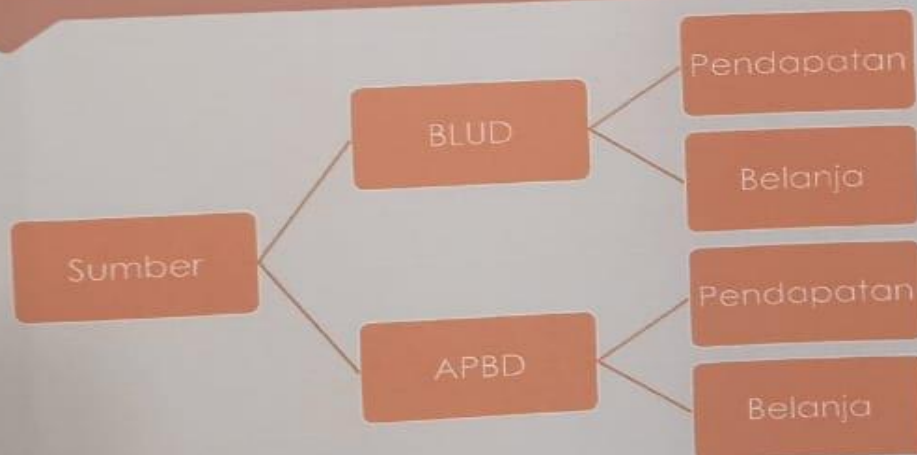 Sumber
BLUD
Pendapatan
Belanja
APBD
Pendapatan
Belanja